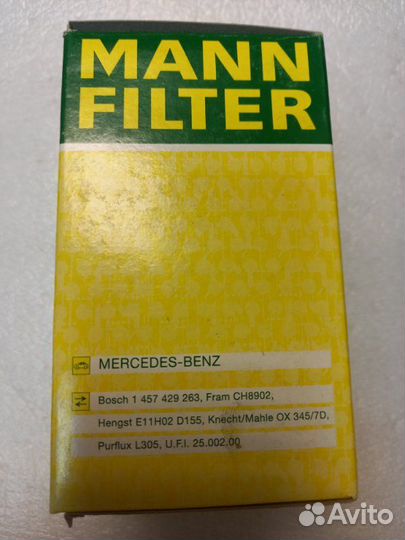 MANN
FILTER
MERCEDES-BENZ
Bosch 1 457 429 263, Fram CH8902,
Hengst E11H02 D155, Knecht/Mahle OX 345/7D,
Purflux L305, U.F.I. 25.002.00
Avito